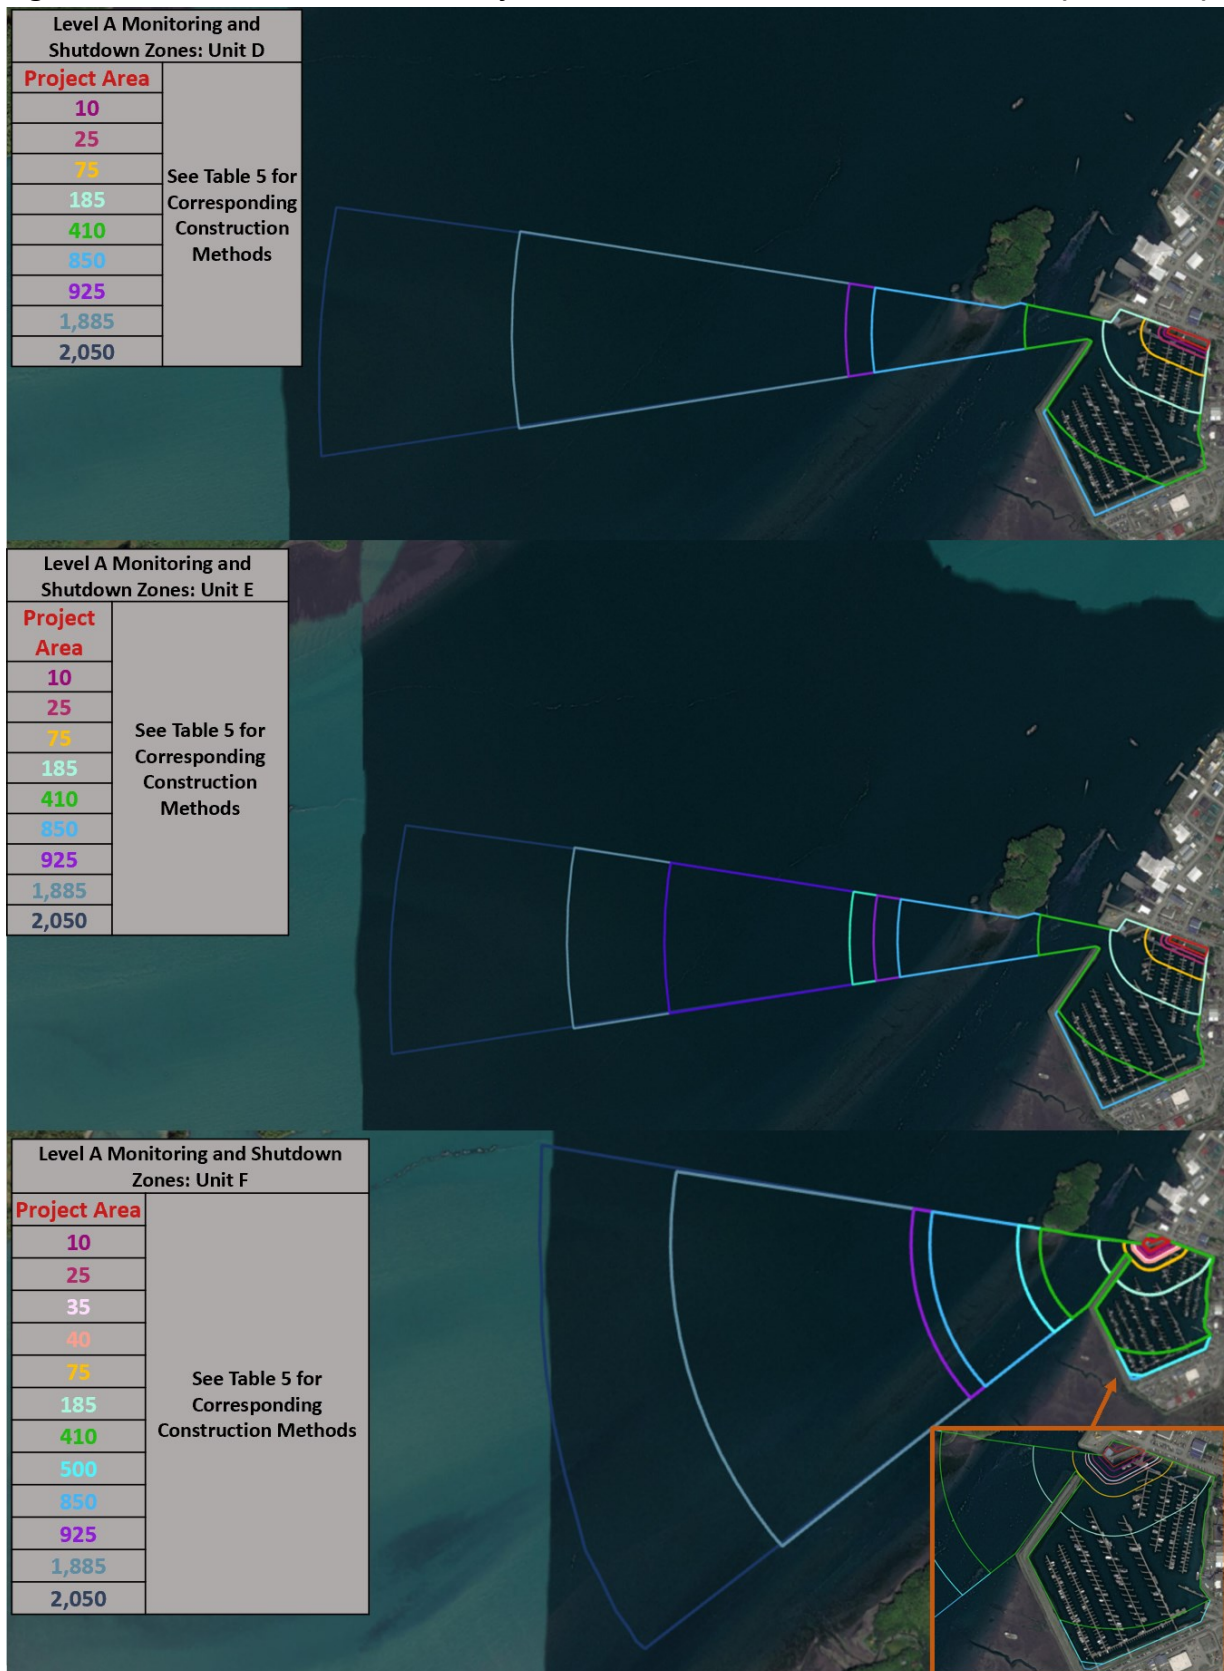 Level A Monitoring and
Shutdown Zones: Unit D
Project Area
10
25
75
185
410
850
925
1,885
2,050
See Table 5 for
Corresponding
Construction
Methods
Level A Monitoring and
Shutdown Zones: Unit E
Project
Area
10
25
75
185
410
850
925
1,885
2,050
See Table 5 for
Corresponding
Construction
Methods
Level A Monitoring and Shutdown
Zones: Unit F
Project Area
10
25
35
40
75
185
410
500
850
925
1,885
2,050
See Table 5 for
Corresponding
Construction Methods